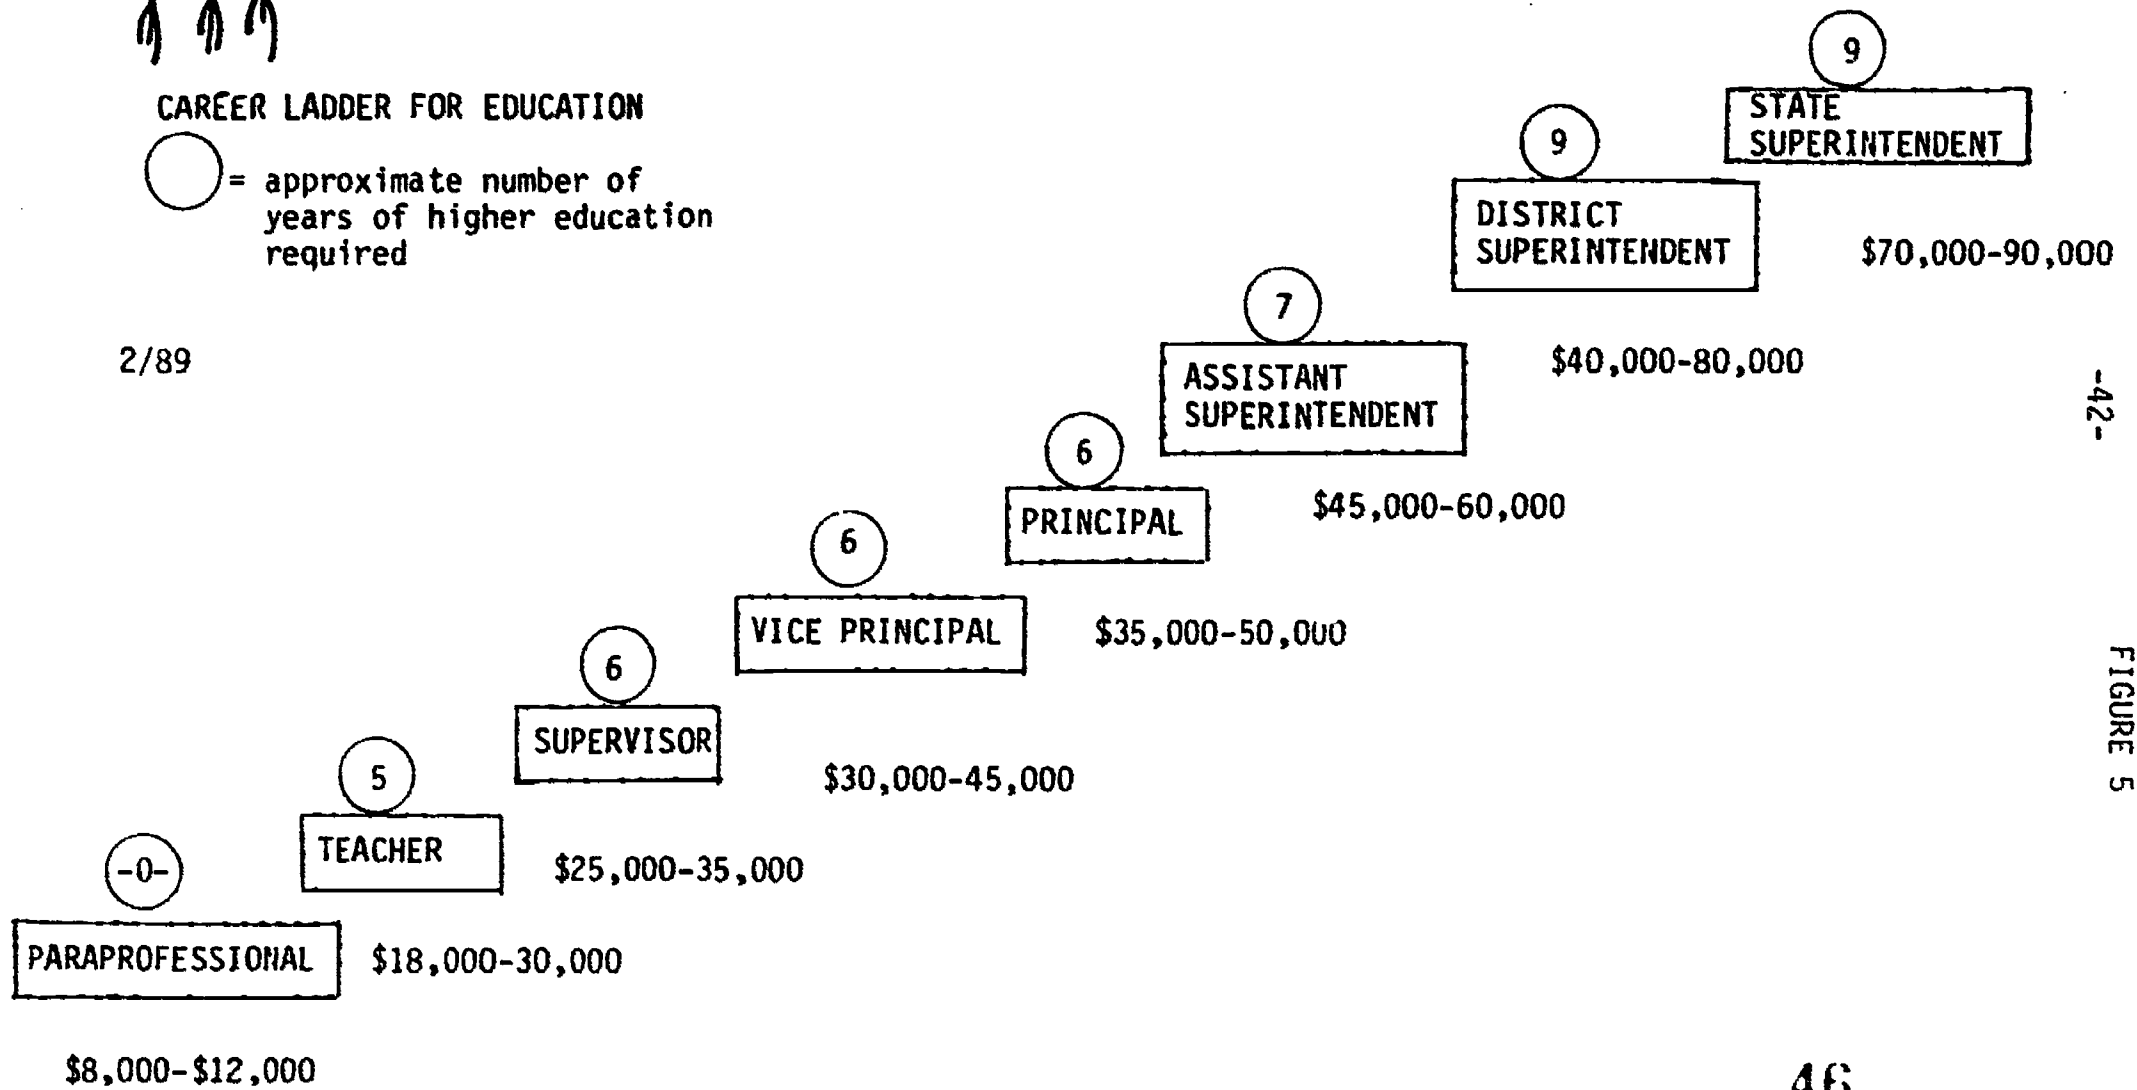 CAREER LADDER FOR EDUCATION
= approximate number of
years of higher education
required
2/89
9
STATE
SUPERINTENDENT
$70,000-90,000
9
DISTRICT
SUPERINTENDENT
$40,000-80,000
7
ASSISTANT
SUPERINTENDENT
$45,000-60,000
6
PRINCIPAL
$35,000-50,000
6
VICE PRINCIPAL
$30,000-45,000
6
SUPERVISOR
$25,000-35,000
5
TEACHER
$18,000-30,000
-0-
PARAPROFESSIONAL
$8,000-$12,000
-42-
FIGURE 5